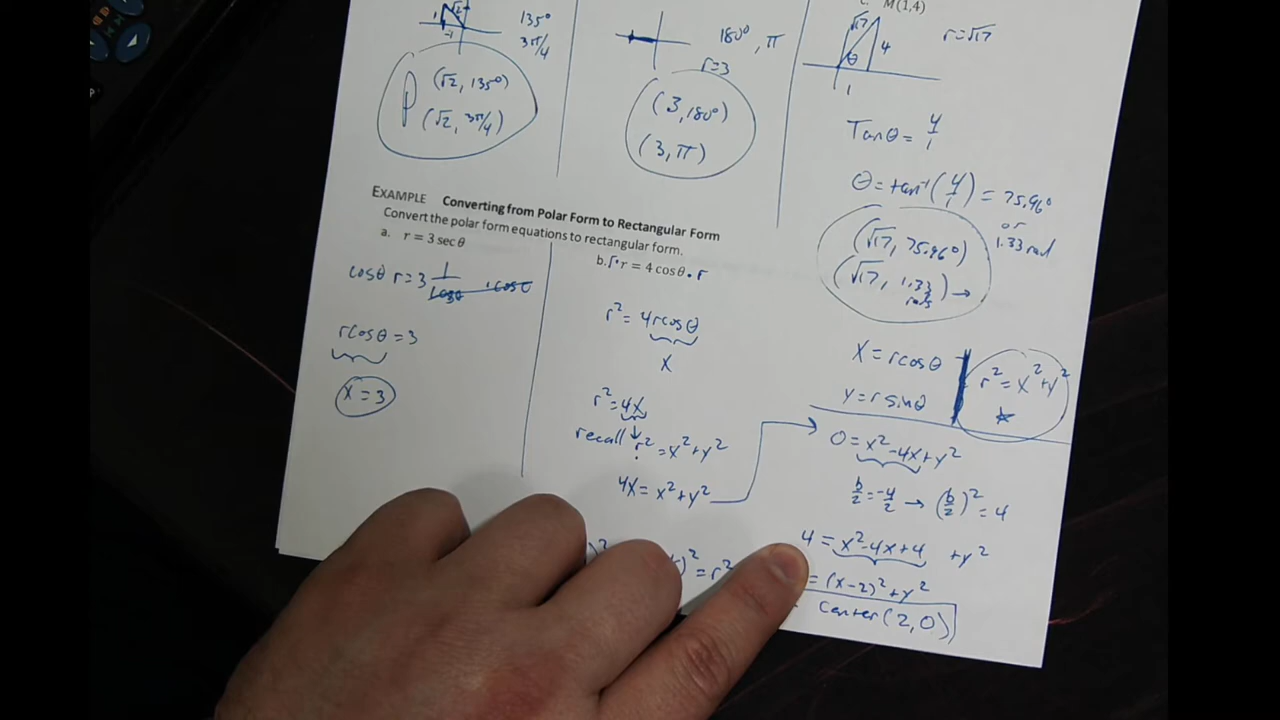 135°
3π/4
(√2, 135°)
(√2, 3π/4)
180°, π
r=3
(3, 180°)
(3, π)
c. M(1,4)
√17
4
θ
1
r=√17
Tanθ = 4/1
θ = tan⁻¹(4/1) = 75.96°
or
1.33 rad
(√17, 75.96°)
(√17, 1.33 rads) →
EXAMPLE Converting from Polar Form to Rectangular Form
Convert the polar form equations to rectangular form.
a. r = 3 sec θ
cosθ r = 3 1/cosθ · cosθ
rcosθ = 3
x = 3
b. r· r = 4 cos θ · r
r² = 4rcosθ
x
r² = 4x
recall r² = x²+y²
4x = x²+y²
)² = r²
x = rcosθ
y = r sinθ
r² = x²+y²
0 = x²-4x+y²
b/2 = -4/2 → (b/2)² = 4
4 = x²-4x+4 +y²
= (x-2)²+y²
Center (2,0)